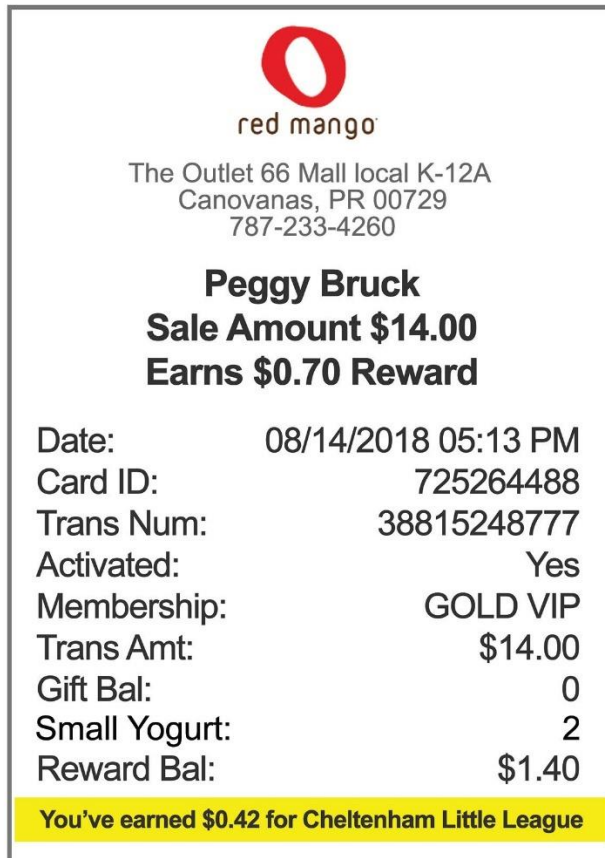 red mango
The Outlet 66 Mall local K-12A
Canovanas, PR 00729
787-233-4260
Peggy Bruck
Sale Amount $14.00
Earns $0.70 Reward
Date: 08/14/2018 05:13 PM
Card ID: 725264488
Trans Num: 38815248777
Activated: Yes
Membership: GOLD VIP
Trans Amt: $14.00
Gift Bal: 0
Small Yogurt: 2
Reward Bal: $1.40
You've earned $0.42 for Cheltenham Little League